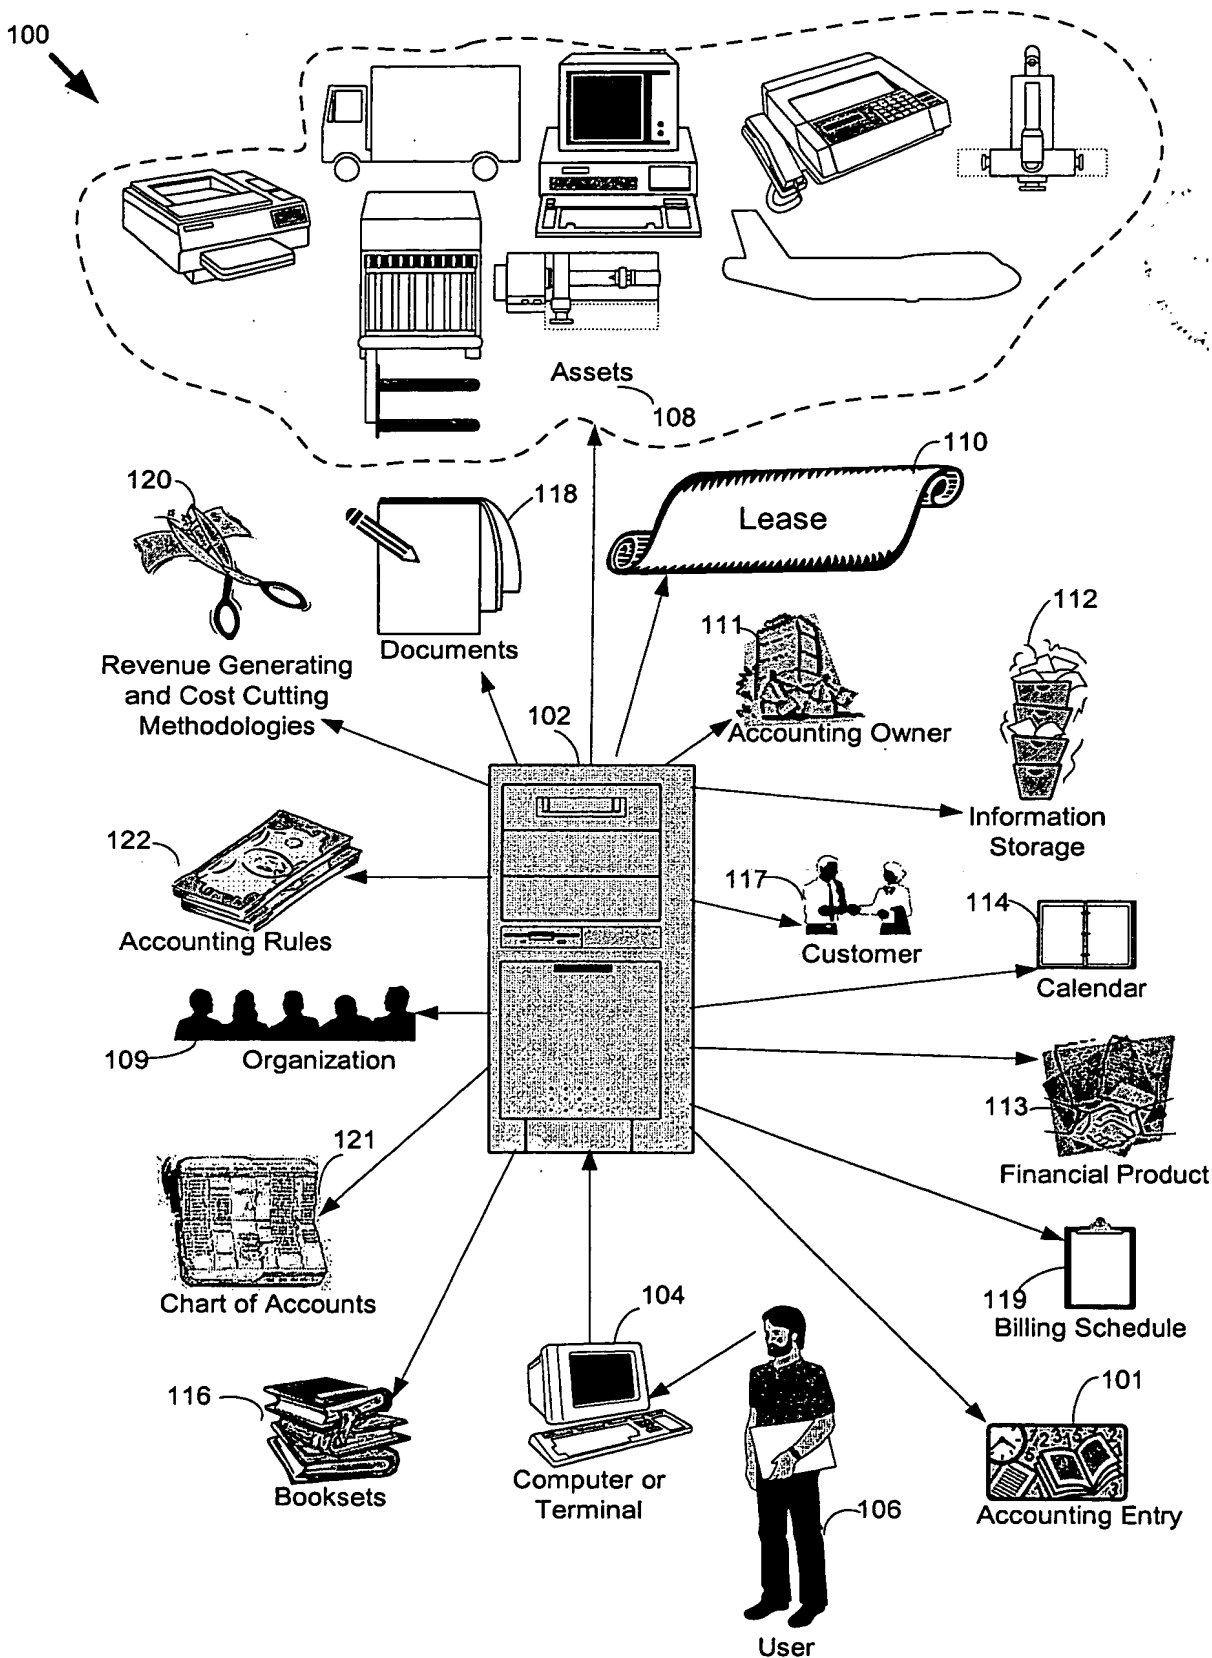 100
Assets
108
110
120
118
Lease
112
111
Documents
Revenue Generating
and Cost Cutting
Methodologies
102
Accounting Owner
Information
Storage
122
117
114
Accounting Rules
Customer
Calendar
109
Organization
113
121
Financial Product
Chart of Accounts
104
119
Billing Schedule
116
101
Computer or
Terminal
Booksets
106
Accounting Entry
User